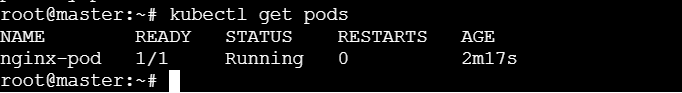 root@master:~# kubectl get pods
NAME        READY   STATUS    RESTARTS   AGE
nginx-pod   1/1     Running   0          2m17s
root@master:~#